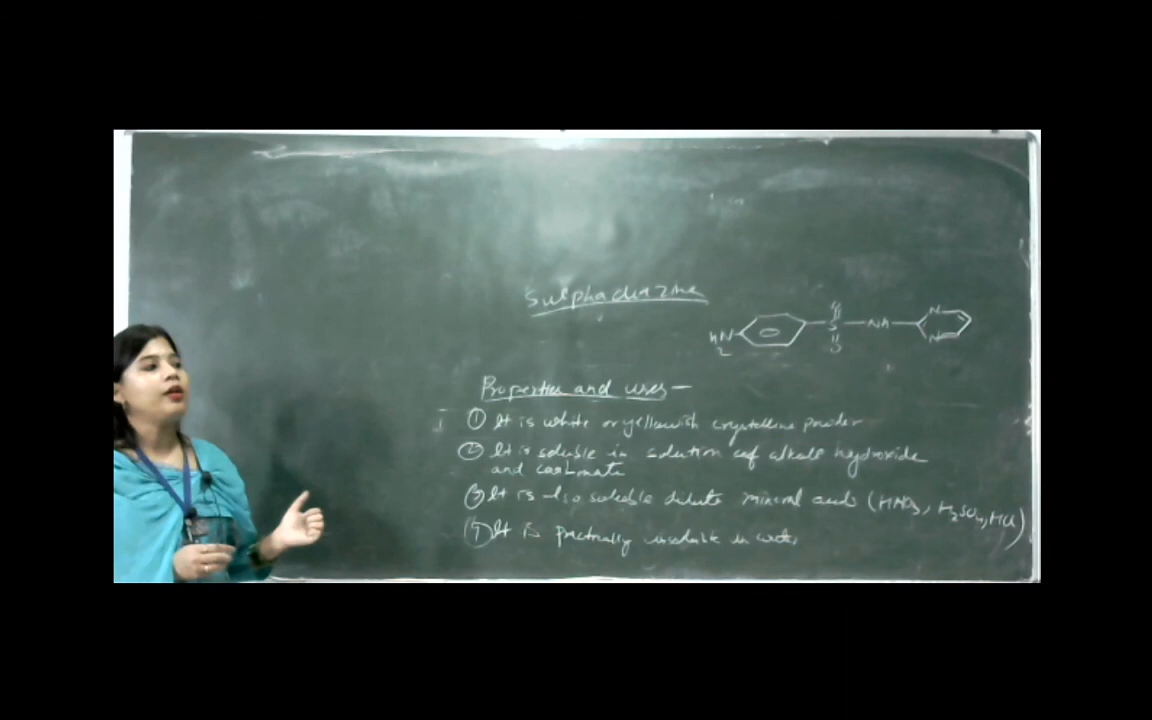 Sulphadiazine
H2N S O O NH N N
Properties and uses —
① It is white or yellowish crystalline powder
② It is soluble in solution of alkali hydroxide
and carbonate
③ It is also soluble dilute mineral acids (HNO3, H2SO4, HCl)
④ It is practically insoluble in water